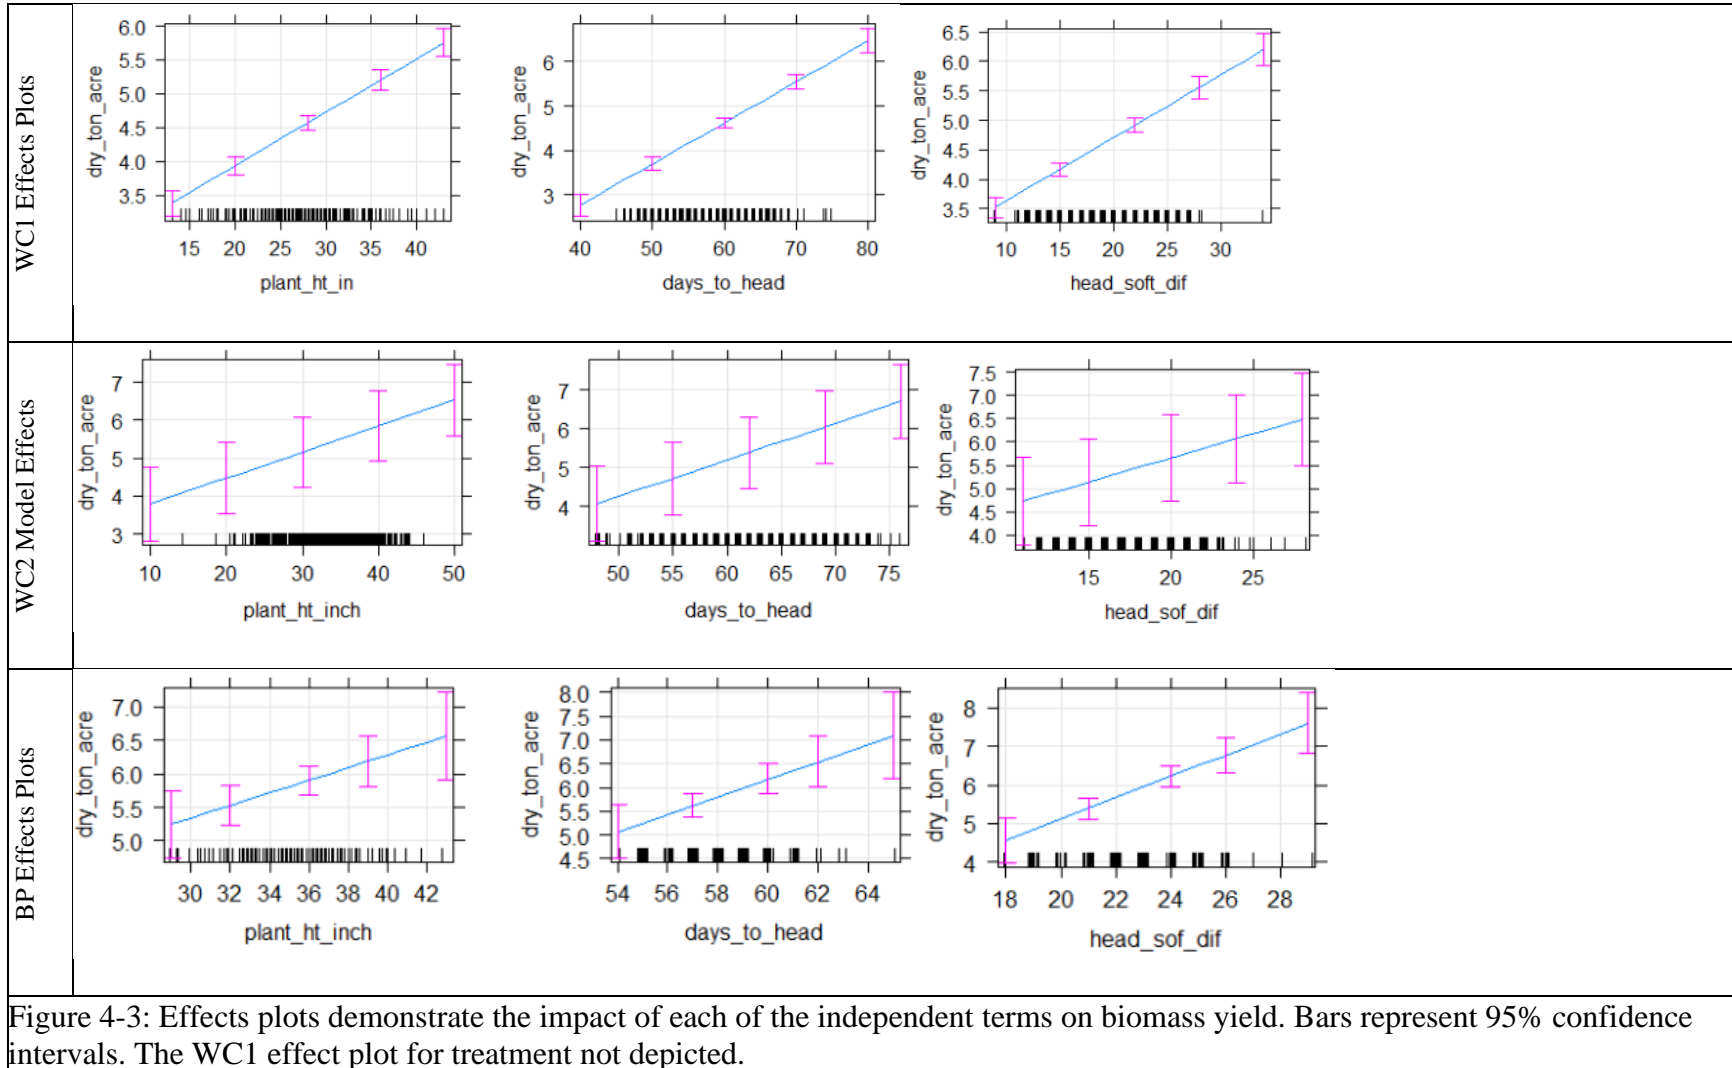 WC1 Effects Plots
dry_ton_acre
6.0
5.5
5.0
4.5
4.0
3.5
15 20 25 30 35 40
plant_ht_in
dry_ton_acre
6
5
4
3
40 50 60 70 80
days_to_head
dry_ton_acre
6.5
6.0
5.5
5.0
4.5
4.0
3.5
10 15 20 25 30
head_soft_dif
WC2 Model Effects
dry_ton_acre
7
6
5
4
3
10 20 30 40 50
plant_ht_inch
dry_ton_acre
7
6
5
4
50 55 60 65 70 75
days_to_head
dry_ton_acre
7.5
7.0
6.5
6.0
5.5
5.0
4.5
4.0
15 20 25
head_sof_dif
BP Effects Plots
dry_ton_acre
7.0
6.5
6.0
5.5
5.0
30 32 34 36 38 40 42
plant_ht_inch
dry_ton_acre
8.0
7.5
7.0
6.5
6.0
5.5
5.0
4.5
54 56 58 60 62 64
days_to_head
dry_ton_acre
8
7
6
5
4
18 20 22 24 26 28
head_sof_dif
Figure 4-3: Effects plots demonstrate the impact of each of the independent terms on biomass yield. Bars represent 95% confidence
intervals. The WC1 effect plot for treatment not depicted.